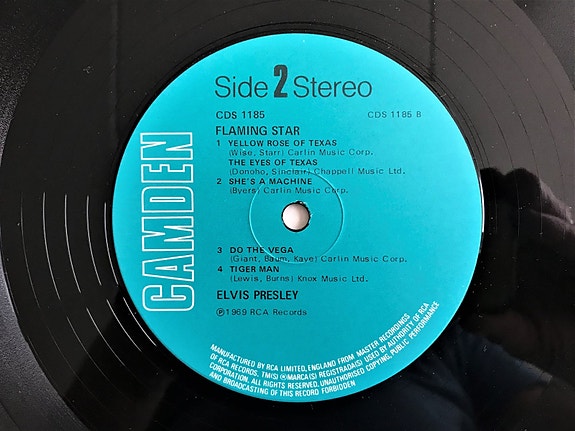 Side 2 Stereo
CDS 1185
CDS 1185 B
FLAMING STAR
1 YELLOW ROSE OF TEXAS
(Wise, Starr) Carlin Music Corp.
THE EYES OF TEXAS
(Donoho, Sinclair) Chappell Music Ltd.
2 SHE'S A MACHINE
(Byers) Carlin Music Corp.
3 DO THE VEGA
(Giant, Baum, Kaye) Carlin Music Corp.
4 TIGER MAN
(Lewis, Burns) Knox Music Ltd.
ELVIS PRESLEY
℗1969 RCA Records
CAMDEN
MANUFACTURED BY RCA LIMITED, ENGLAND FROM MASTER RECORDINGS
OF RCA RECORDS. TM(S) ® MARCA(S) REGISTRADA(S) USED BY AUTHORITY OF RCA
CORPORATION. ALL RIGHTS RESERVED. UNAUTHORISED COPYING, PUBLIC PERFORMANCE
AND BROADCASTING OF THIS RECORD FORBIDDEN